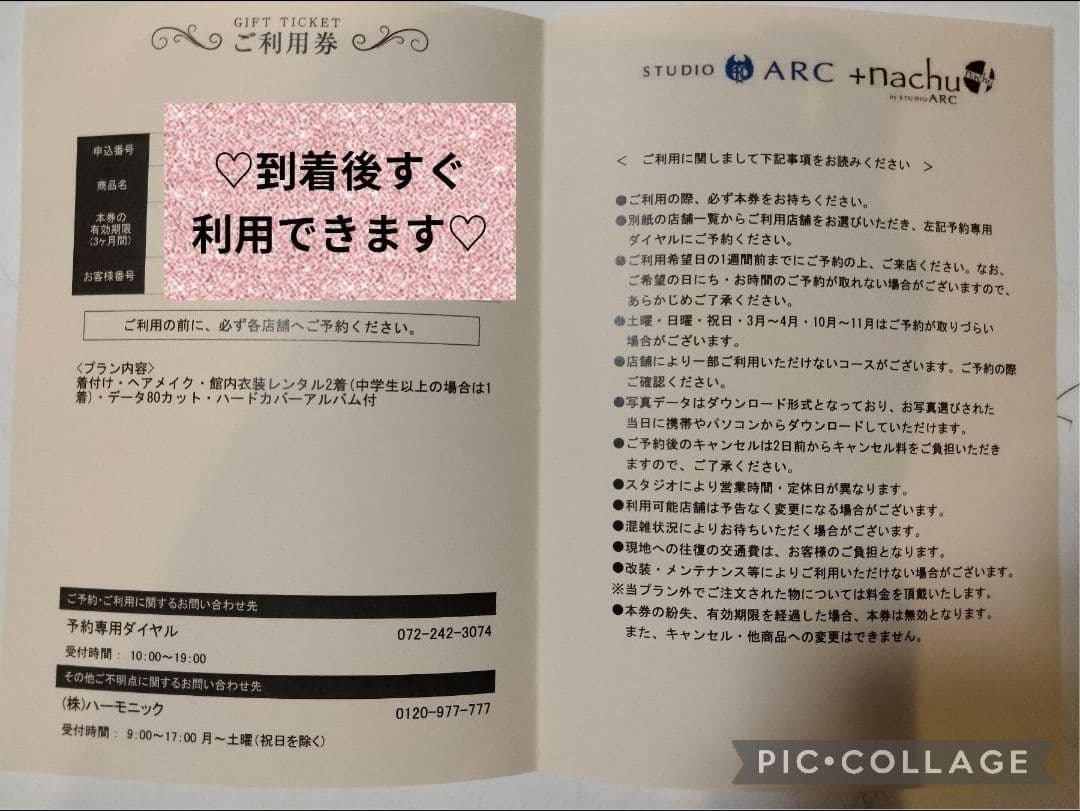 GIFT TICKET
ご利用券
申込番号
商品名
本券の
有効期限
(3ヶ月間)
お客様番号
♡到着後すぐ
利用できます♡
ご利用の前に、必ず各店舗へご予約ください。
<プラン内容>
着付け・ヘアメイク・館内衣装レンタル2着(中学生以上の場合は1
着)・データ80カット・ハードカバーアルバム付
ご予約・ご利用に関するお問い合わせ先
予約専用ダイヤル 072-242-3074
受付時間: 10:00〜19:00
その他ご不明点に関するお問い合わせ先
(株)ハーモニック 0120-977-777
受付時間: 9:00〜17:00 月〜土曜(祝日を除く)
STUDIO ARC +nachu nachu
by STUDIO ARC
< ご利用に関しまして下記事項をお読みください >
●ご利用の際、必ず本券をお持ちください。
●別紙の店舗一覧からご利用店舗をお選びいただき、左記予約専用
ダイヤルにご予約ください。
●ご利用希望日の1週間前までにご予約の上、ご来店ください。なお、
ご希望の日にち・お時間のご予約が取れない場合がございますので、
あらかじめご了承ください。
●土曜・日曜・祝日・3月〜4月・10月〜11月はご予約が取りづらい
場合がございます。
●店舗により一部ご利用いただけないコースがございます。ご予約の際
ご確認ください。
●写真データはダウンロード形式となっており、お写真選びされた
当日に携帯やパソコンからダウンロードしていただけます。
●ご予約後のキャンセルは2日前からキャンセル料をご負担いただき
ますので、ご了承ください。
●スタジオにより営業時間・定休日が異なります。
●利用可能店舗は予告なく変更になる場合がございます。
●混雑状況によりお待ちいただく場合がございます。
●現地への往復の交通費は、お客様のご負担となります。
●改装・メンテナンス等によりご利用いただけない場合がございます。
※当プラン外でご注文された物については料金を頂戴いたします。
●本券の紛失、有効期限を経過した場合、本券は無効となります。
また、キャンセル・他商品への変更はできません。
PIC•COLLAGE